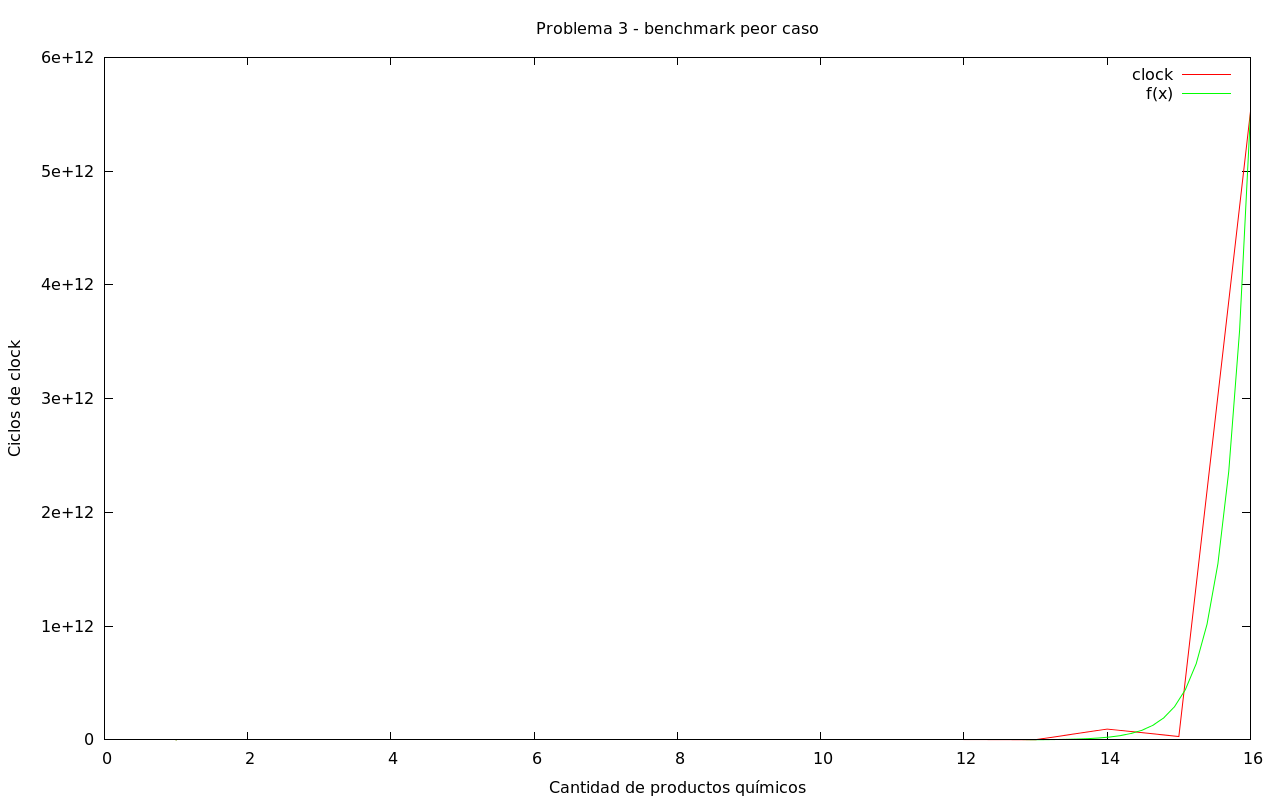 Problema 3 - benchmark peor caso
clock
f(x)
6e+12
5e+12
4e+12
3e+12
2e+12
1e+12
0
Ciclos de clock
0 2 4 6 8 10 12 14 16
Cantidad de productos químicos